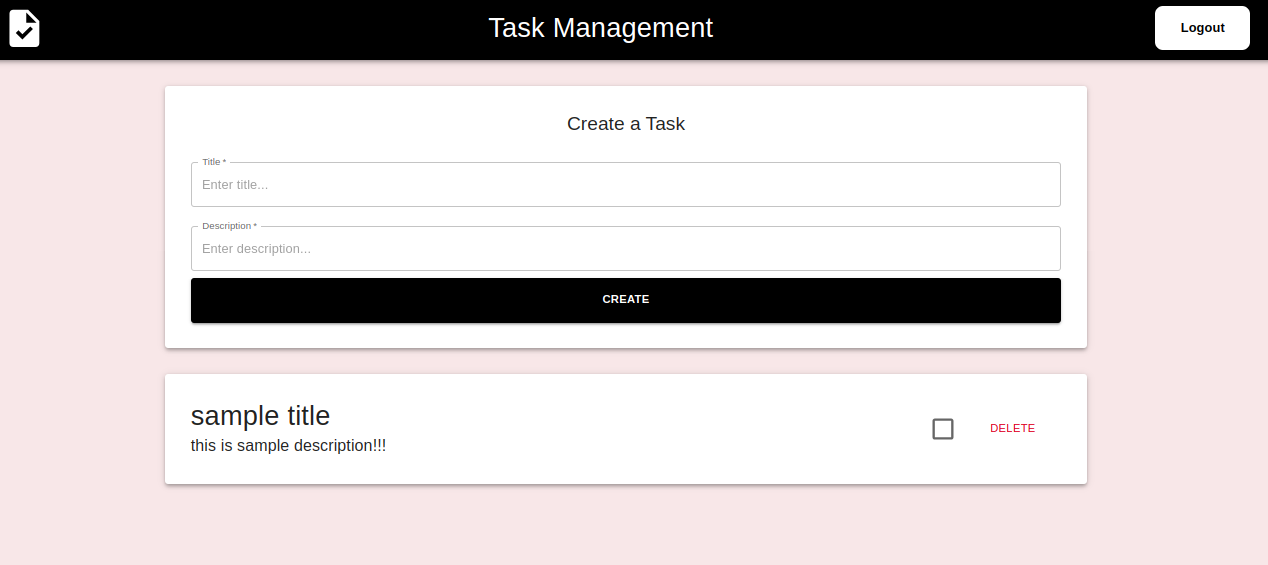 Task Management
Logout
Create a Task
Title *
Enter title...
Description *
Enter description...
CREATE
sample title
this is sample description!!!
DELETE